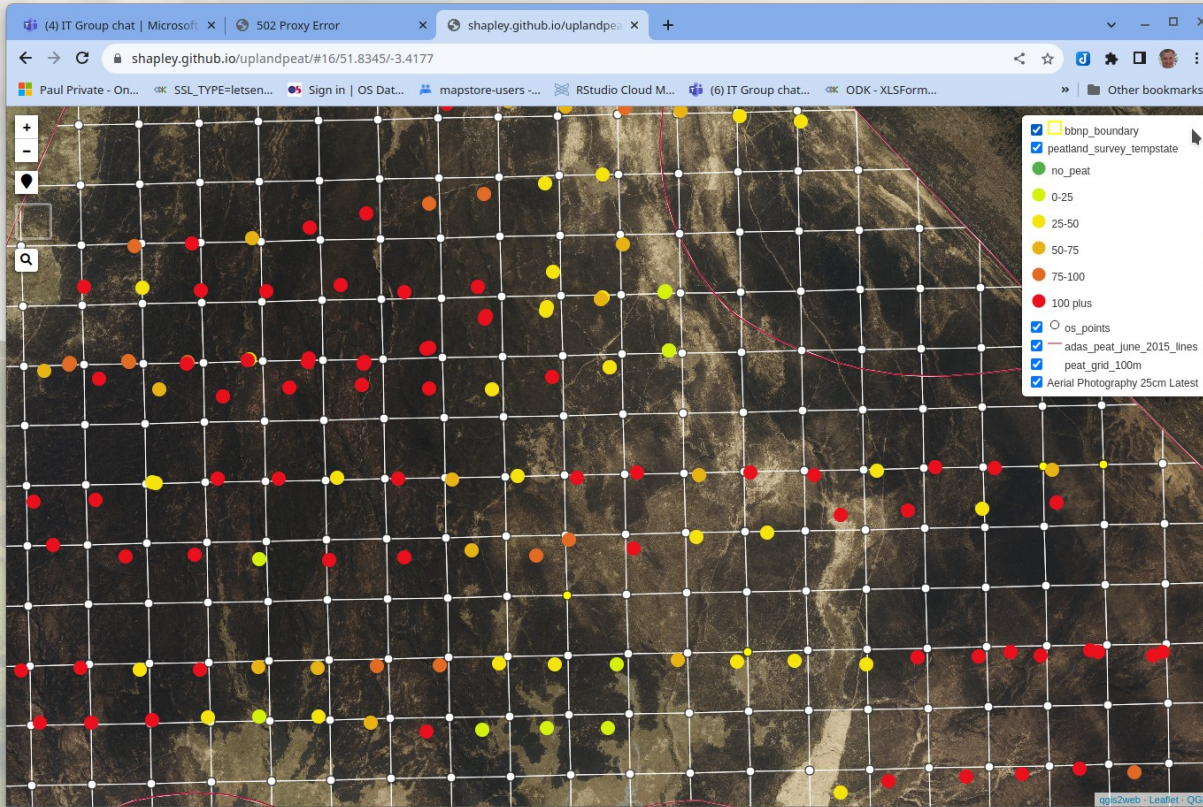 (4) IT Group chat | Microsoft
502 Proxy Error
shapley.github.io/uplandpea
shapley.github.io/uplandpeat/#16/51.8345/-3.4177
Paul Private - On...
SSL_TYPE=letsen...
Sign in | OS Dat...
mapstore-users -...
RStudio Cloud M...
(6) IT Group chat...
ODK - XLSForm...
»
Other bookmarks
+
−
bbnp_boundary
peatland_survey_tempstate
no_peat
0-25
25-50
50-75
75-100
100 plus
os_points
adas_peat_june_2015_lines
peat_grid_100m
Aerial Photography 25cm Latest
qgis2web · Leaflet · QG